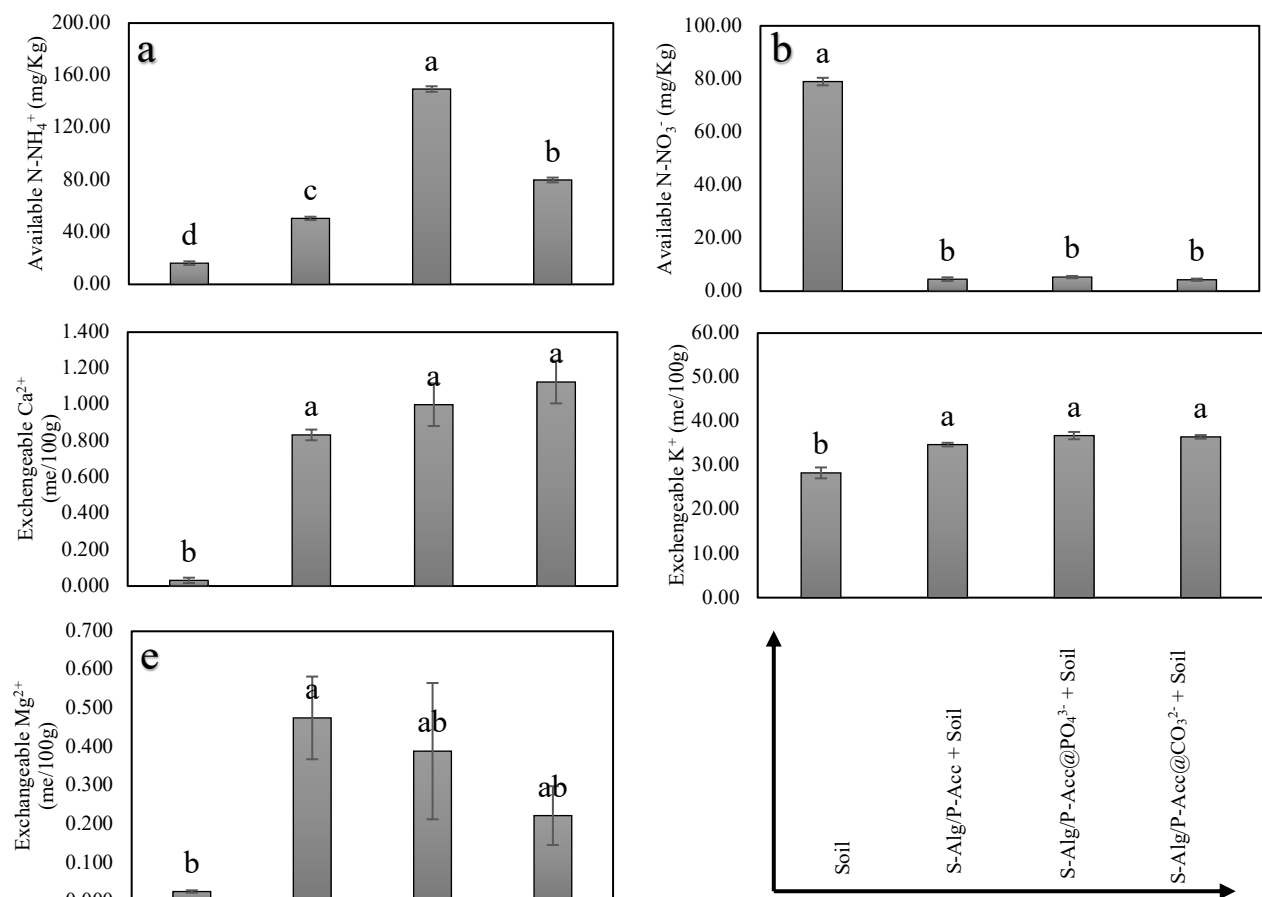 a
Available N-NH₄⁺ (mg/Kg)
200.00
160.00
120.00
80.00
40.00
0.00
d
c
a
b
b
Available N-NO₃⁻ (mg/Kg)
100.00
80.00
60.00
40.00
20.00
0.00
a
b
b
b
Exchengeable Ca²⁺
(me/100g)
1.400
1.200
1.000
0.800
0.600
0.400
0.200
0.000
b
a
a
a
Exchengeable K⁺ (me/100g)
60.00
50.00
40.00
30.00
20.00
10.00
0.00
b
a
a
a
e
Exchangeable Mg²⁺
(me/100g)
0.700
0.600
0.500
0.400
0.300
0.200
0.100
0.000
b
a
ab
ab
Soil
S-Alg/P-Acc + Soil
S-Alg/P-Acc@PO₄³⁻ + Soil
S-Alg/P-Acc@CO₃²⁻ + Soil